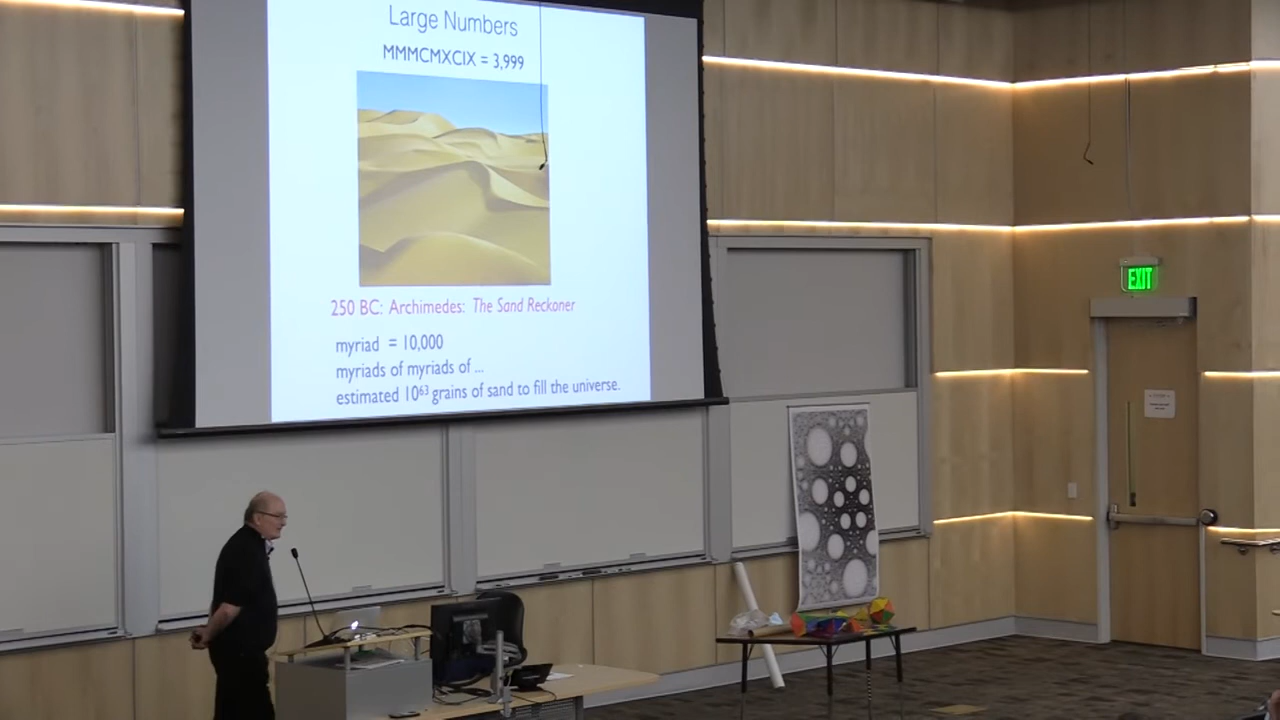 Large Numbers
MMMCMXCIX = 3,999
250 BC: Archimedes: The Sand Reckoner
myriad = 10,000
myriads of myriads of ...
estimated 10⁶³ grains of sand to fill the universe.
EXIT